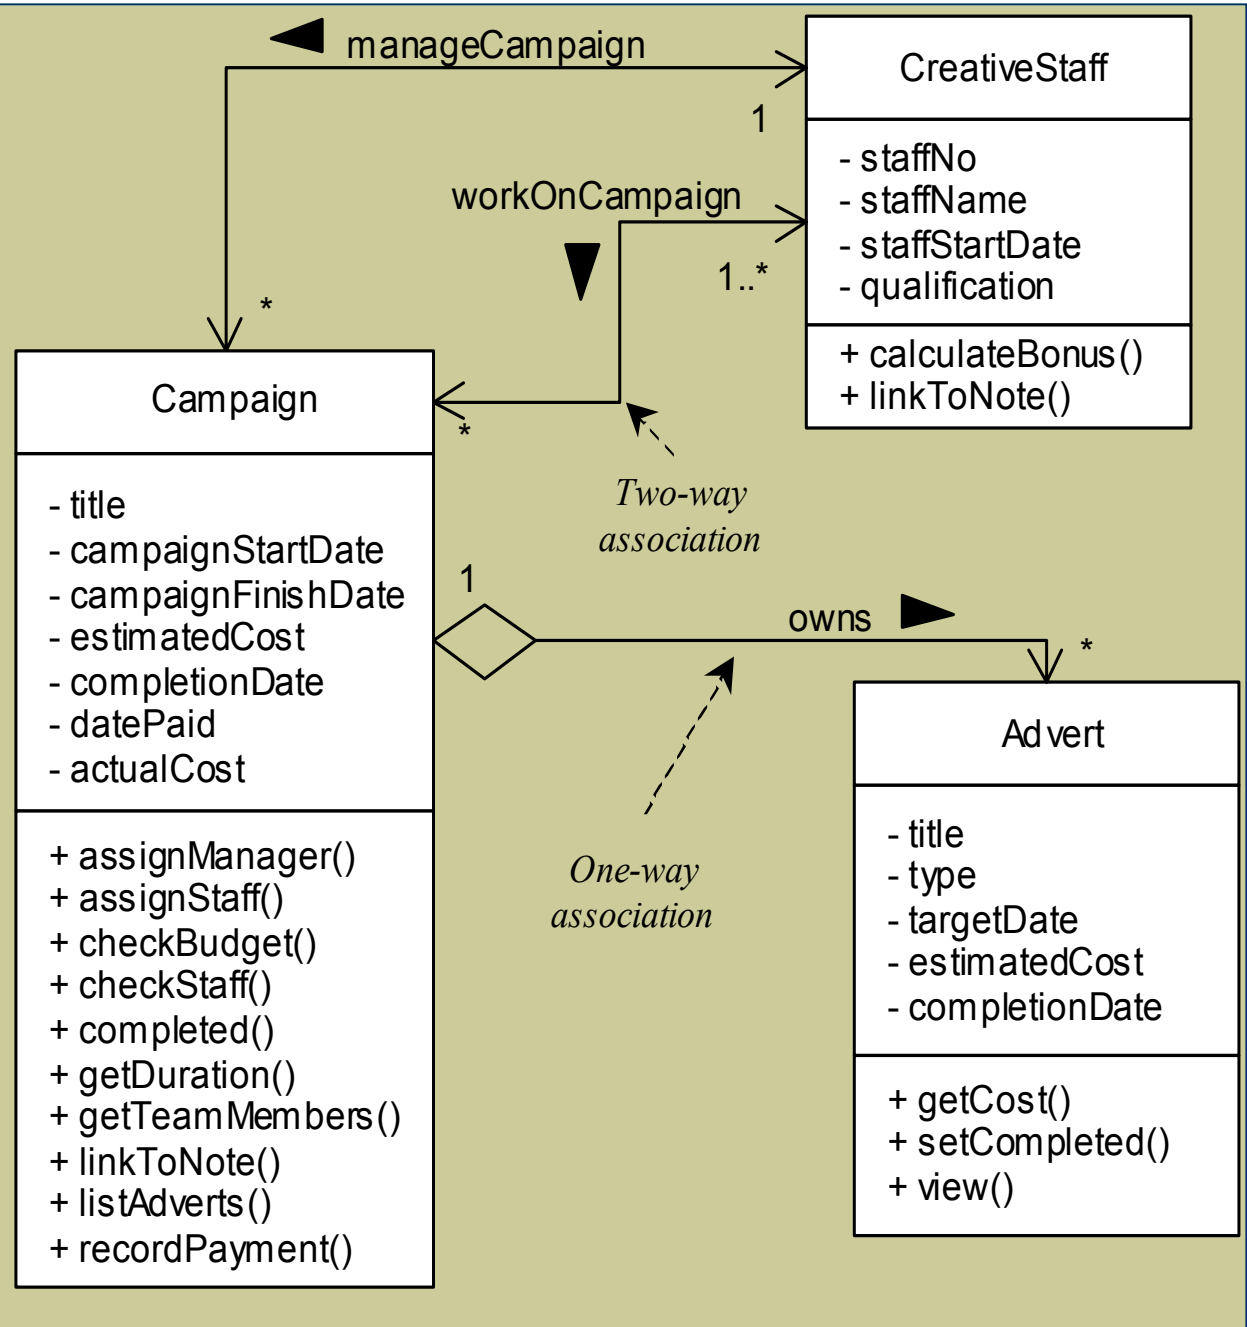 manageCampaign
1
*
workOnCampaign
1..*
*
CreativeStaff
- staffNo
- staffName
- staffStartDate
- qualification
+ calculateBonus()
+ linkToNote()
Two-way
association
Campaign
- title
- campaignStartDate
- campaignFinishDate
- estimatedCost
- completionDate
- datePaid
- actualCost
+ assignManager()
+ assignStaff()
+ checkBudget()
+ checkStaff()
+ completed()
+ getDuration()
+ getTeamMembers()
+ linkToNote()
+ listAdverts()
+ recordPayment()
1
owns
*
One-way
association
Advert
- title
- type
- targetDate
- estimatedCost
- completionDate
+ getCost()
+ setCompleted()
+ view()